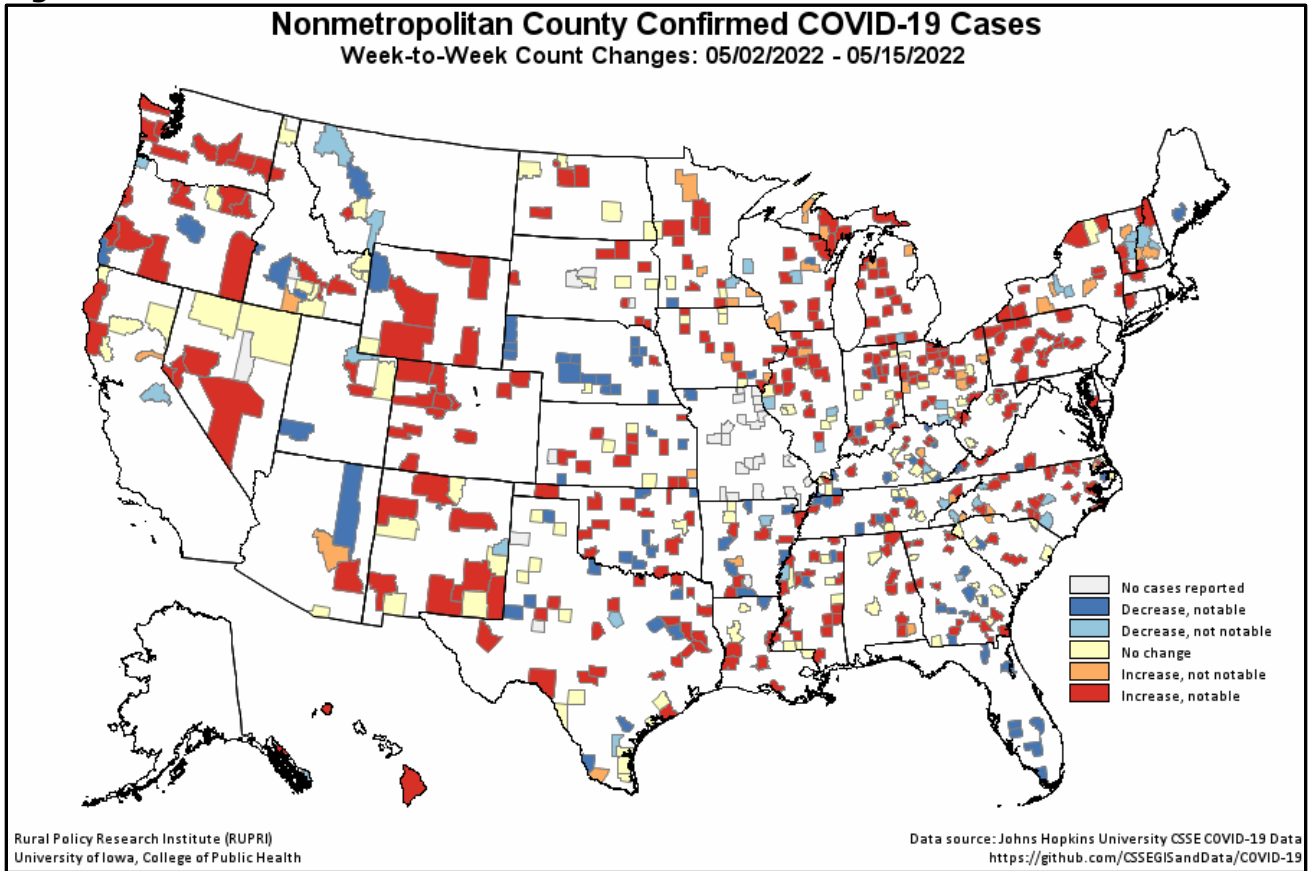 Nonmetropolitan County Confirmed COVID-19 Cases
Week-to-Week Count Changes: 05/02/2022 - 05/15/2022
No cases reported
Decrease, notable
Decrease, not notable
No change
Increase, not notable
Increase, notable
Rural Policy Research Institute (RUPRI)
University of Iowa, College of Public Health
Data source: Johns Hopkins University CSSE COVID-19 Data
https://github.com/CSSEGISandData/COVID-19